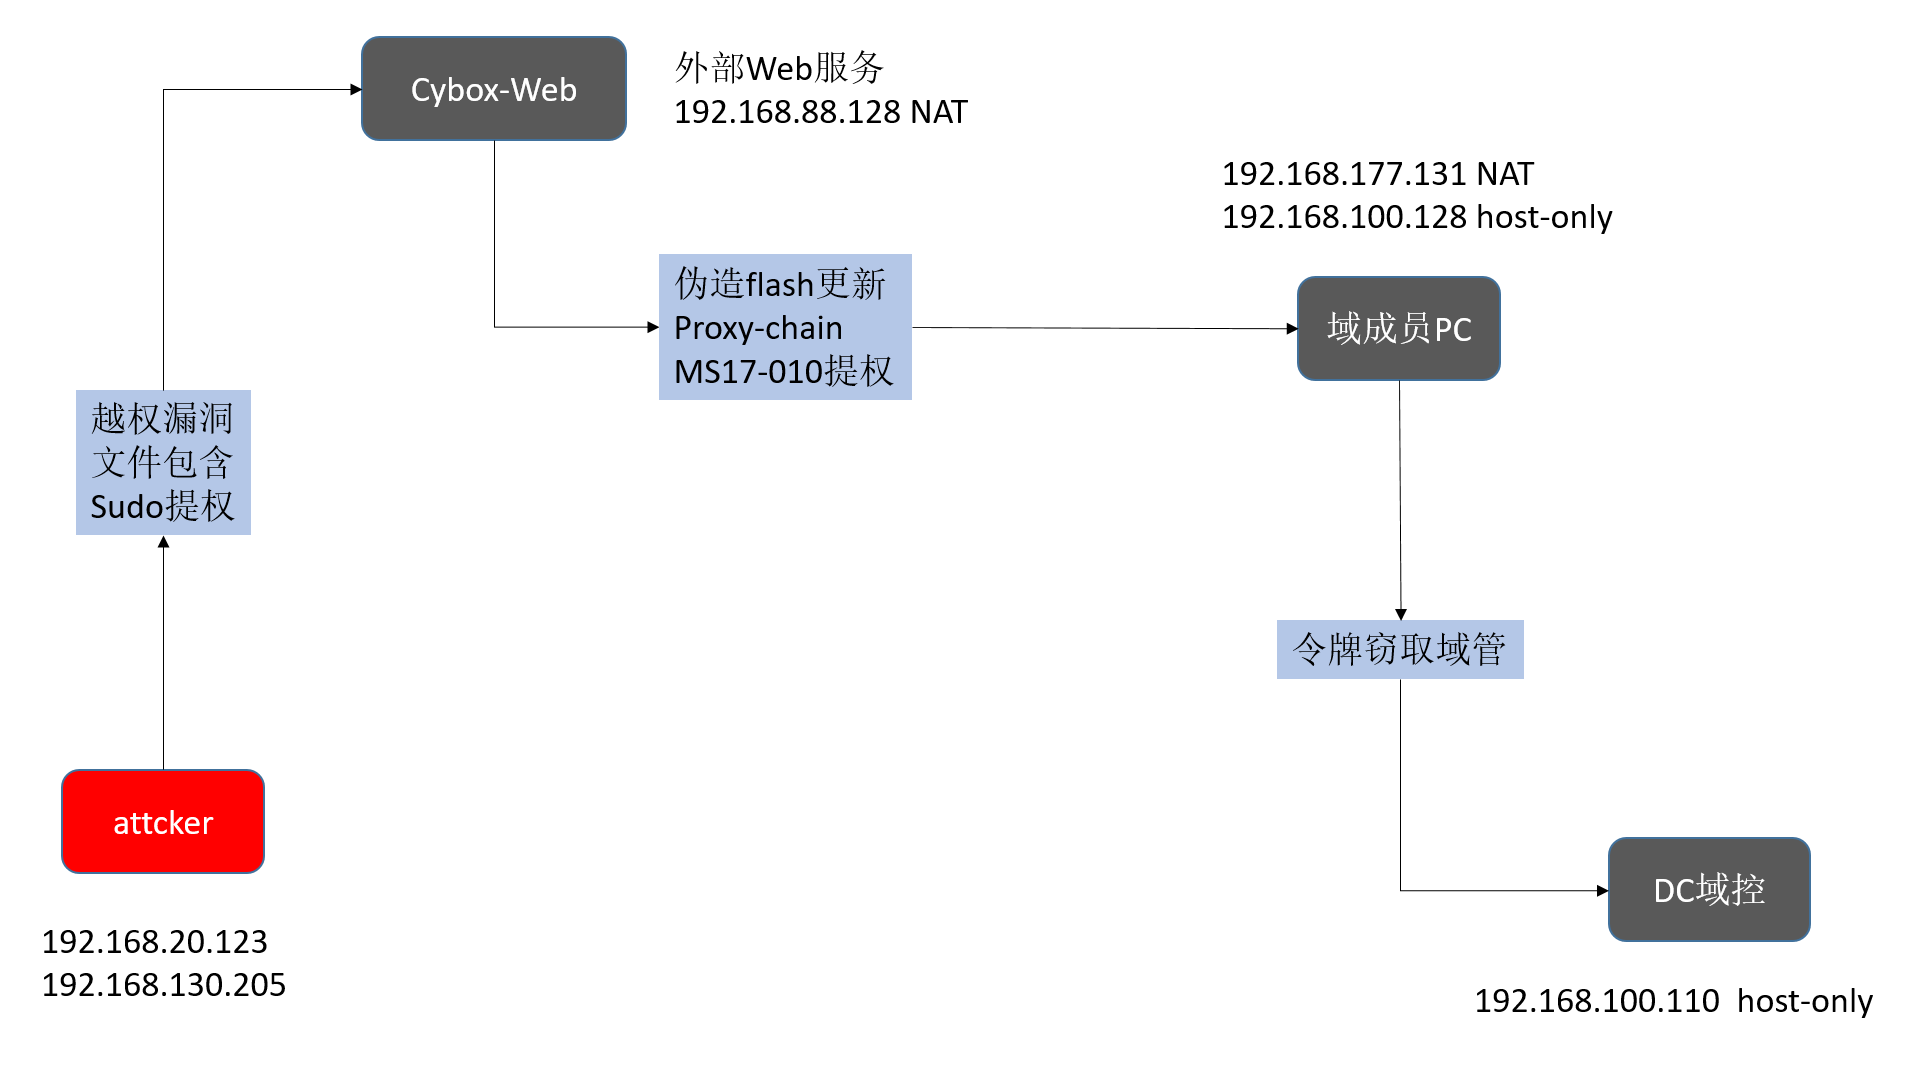 Cybox-Web
外部Web服务
192.168.88.128 NAT
192.168.177.131 NAT
192.168.100.128 host-only
伪造flash更新
Proxy-chain
MS17-010提权
域成员PC
越权漏洞
文件包含
Sudo提权
令牌窃取域管
attcker
192.168.20.123
192.168.130.205
DC域控
192.168.100.110  host-only